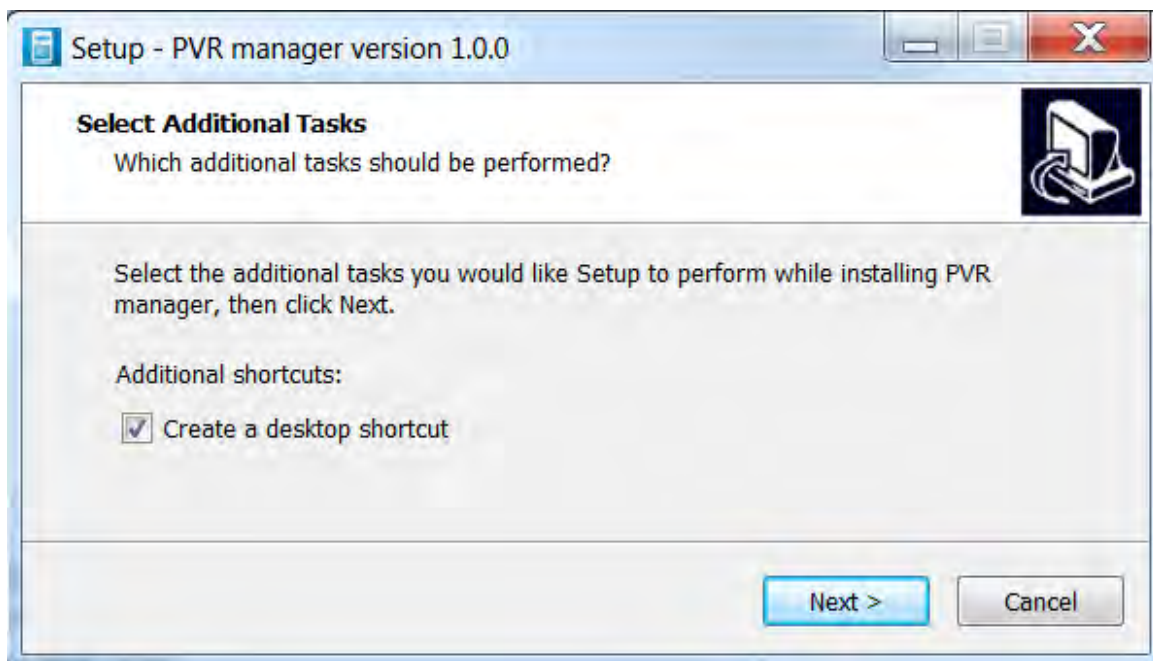 Setup - PVR manager version 1.0.0
Select Additional Tasks
Which additional tasks should be performed?
Select the additional tasks you would like Setup to perform while installing PVR
manager, then click Next.
Additional shortcuts:
Create a desktop shortcut
Next >
Cancel